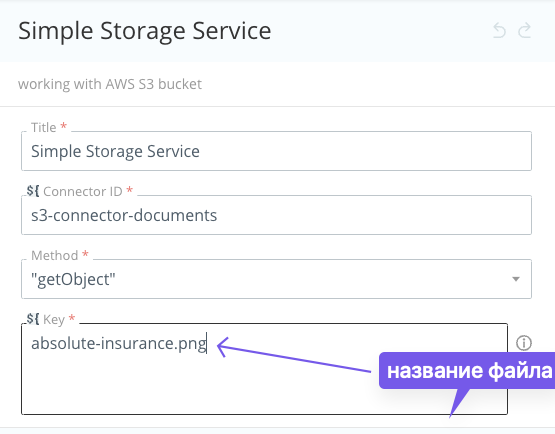 Simple Storage Service
working with AWS S3 bucket
Title *
Simple Storage Service
${ Connector ID *
s3-connector-documents
Method *
"getObject"
${ Key *
absolute-insurance.png
название файла